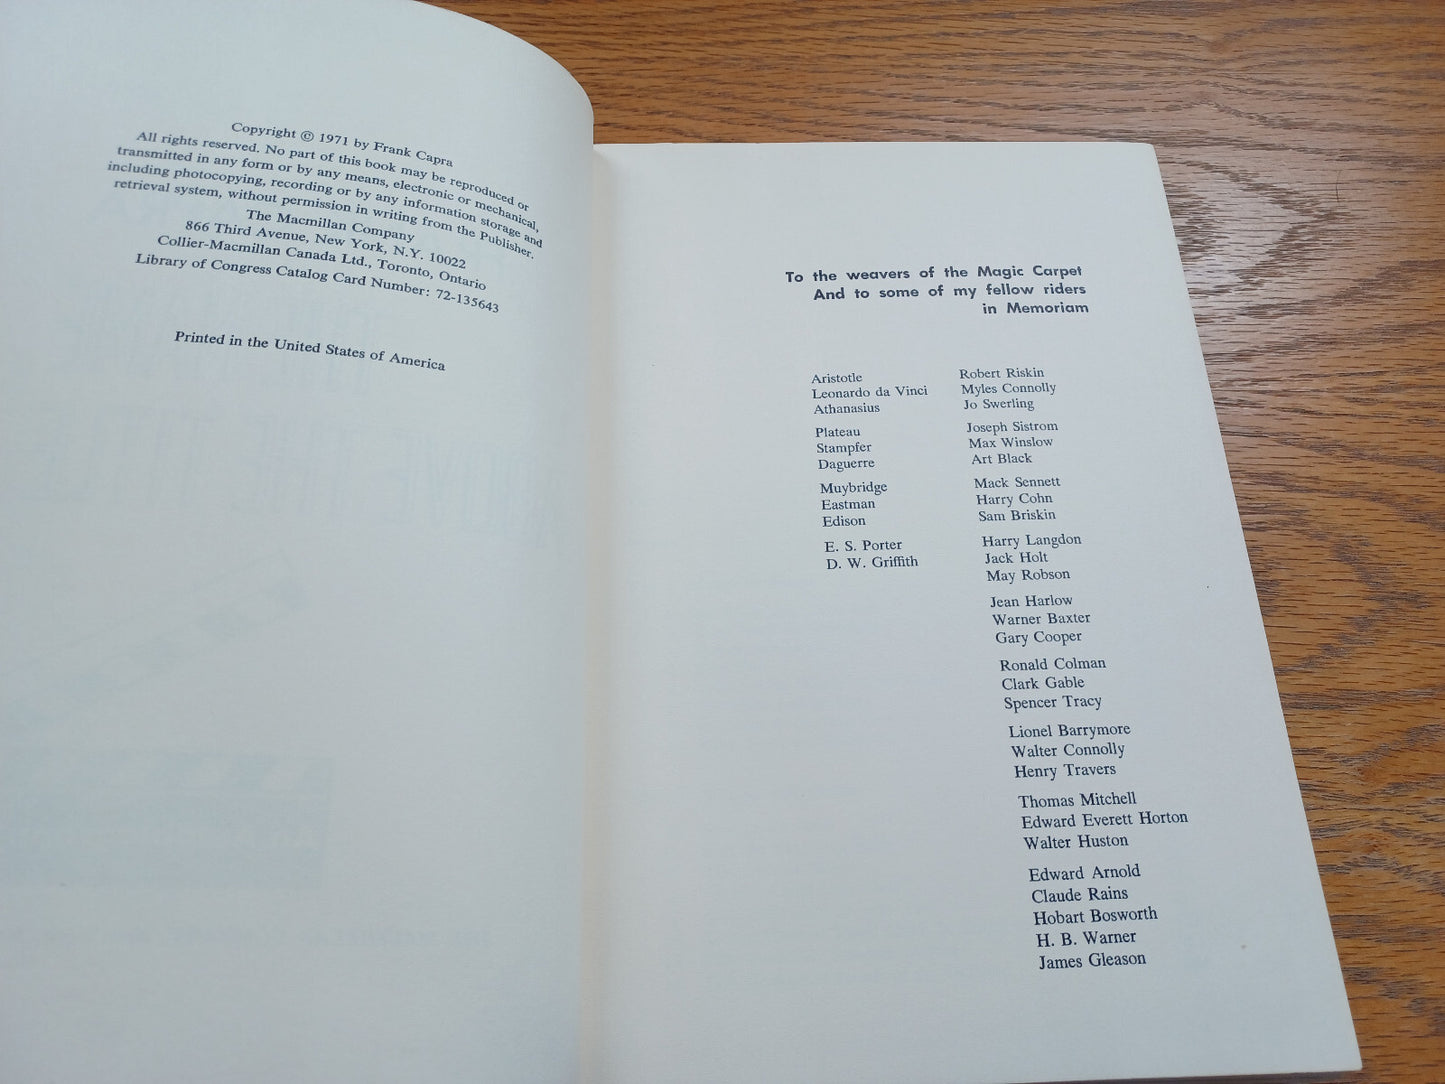 Copyright © 1971 by Frank Capra
All rights reserved. No part of this book may be reproduced or
transmitted in any form or by any means, electronic or mechanical,
including photocopying, recording or by any information storage and
retrieval system, without permission in writing from the Publisher.
The Macmillan Company
866 Third Avenue, New York, N.Y. 10022
Collier-Macmillan Canada Ltd., Toronto, Ontario
Library of Congress Catalog Card Number: 72-135643
Printed in the United States of America
To the weavers of the Magic Carpet
And to some of my fellow riders
in Memoriam
Aristotle
Leonardo da Vinci
Athanasius
Plateau
Stampfer
Daguerre
Muybridge
Eastman
Edison
E. S. Porter
D. W. Griffith
Robert Riskin
Myles Connolly
Jo Swerling
Joseph Sistrom
Max Winslow
Art Black
Mack Sennett
Harry Cohn
Sam Briskin
Harry Langdon
Jack Holt
May Robson
Jean Harlow
Warner Baxter
Gary Cooper
Ronald Colman
Clark Gable
Spencer Tracy
Lionel Barrymore
Walter Connolly
Henry Travers
Thomas Mitchell
Edward Everett Horton
Walter Huston
Edward Arnold
Claude Rains
Hobart Bosworth
H. B. Warner
James Gleason